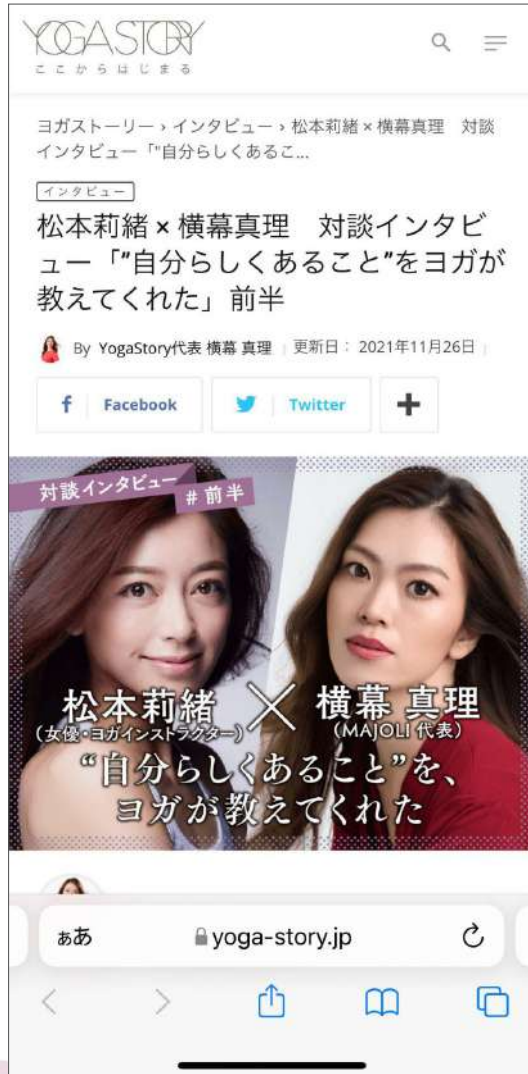 YOGA STORY
ここからはじまる
ヨガストーリー › インタビュー › 松本莉緒 × 横幕真理　対談
インタビュー「"自分らしくあるこ...
インタビュー
松本莉緒 × 横幕真理　対談インタビ
ュー「"自分らしくあること"をヨガが
教えてくれた」前半
By YogaStory代表 横幕 真理　更新日： 2021年11月26日
f Facebook Twitter +
対談インタビュー
#前半
松本莉緒 × 横幕 真理
(女優・ヨガインストラクター) (MAJOLI 代表)
“自分らしくあること”を、
ヨガが教えてくれた
ぁあ yoga-story.jp